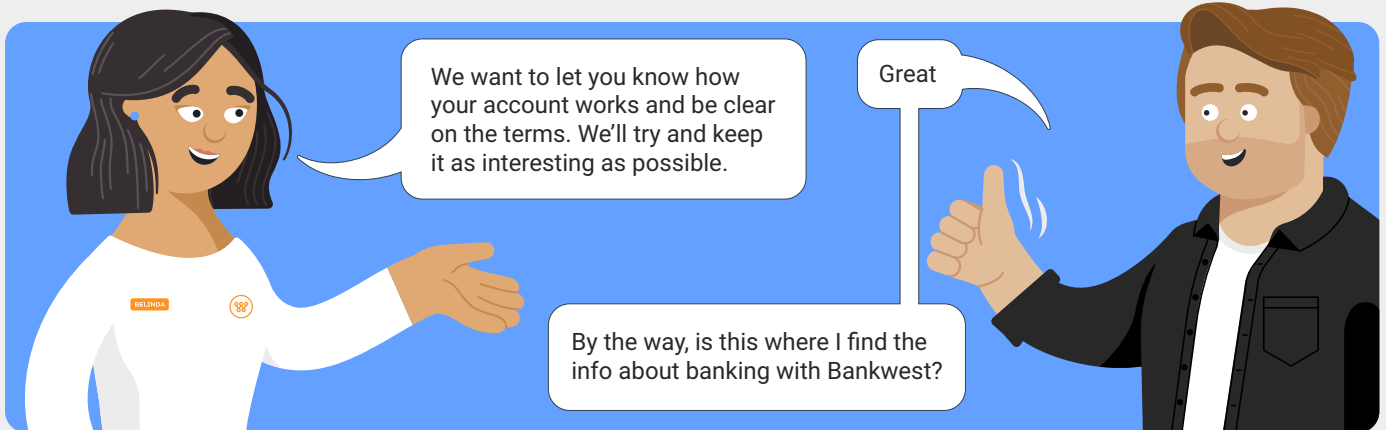 We want to let you know how
your account works and be clear
on the terms. We’ll try and keep
it as interesting as possible.
Great
By the way, is this where I find the
info about banking with Bankwest?
BELINDA